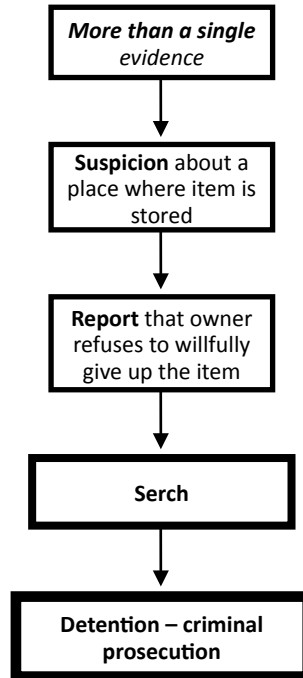 More than a single
evidence
Suspicion about a
place where item is
stored
Report that owner
refuses to willfully
give up the item
Serch
Detention – criminal
prosecution